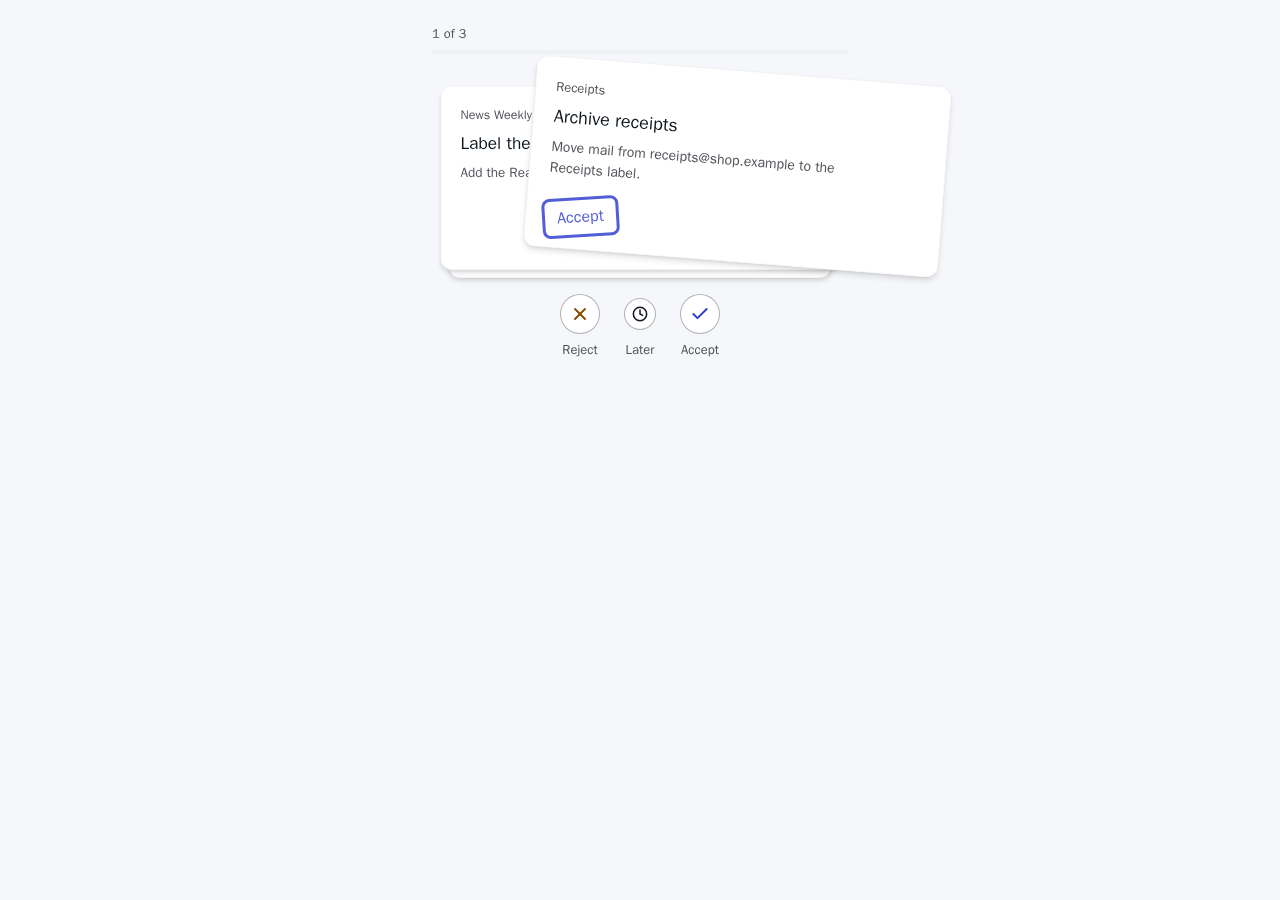 1 of 3
News Weekly
Label the
Add the Rea
Receipts
Archive receipts
Move mail from receipts@shop.example to the
Receipts label.
Accept
Reject
Later
Accept